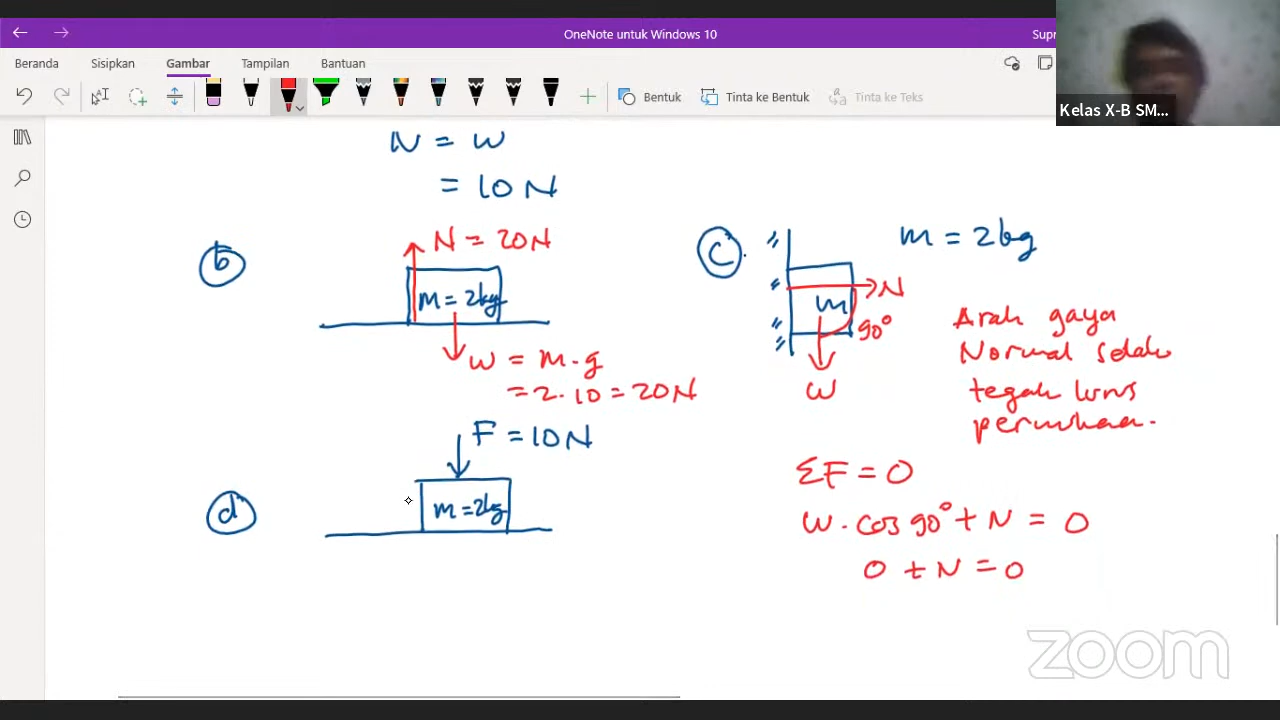 OneNote untuk Windows 10
Supr
Beranda
Sisipkan
Gambar
Tampilan
Bantuan
Bentuk
Tinta ke Bentuk
Tinta ke Teks
Kelas X-B SM...
N = W
= 10 N
b
N = 20N
m = 2kg
W = m.g
= 2. 10 = 20N
C
m = 2kg
N
m
90°
W
Arah gaya
Normal selalu
tegak lurus
permukaan.
ΣF = 0
W. cos 90° + N = 0
0 + N = 0
d
F = 10N
m = 2kg
zoom